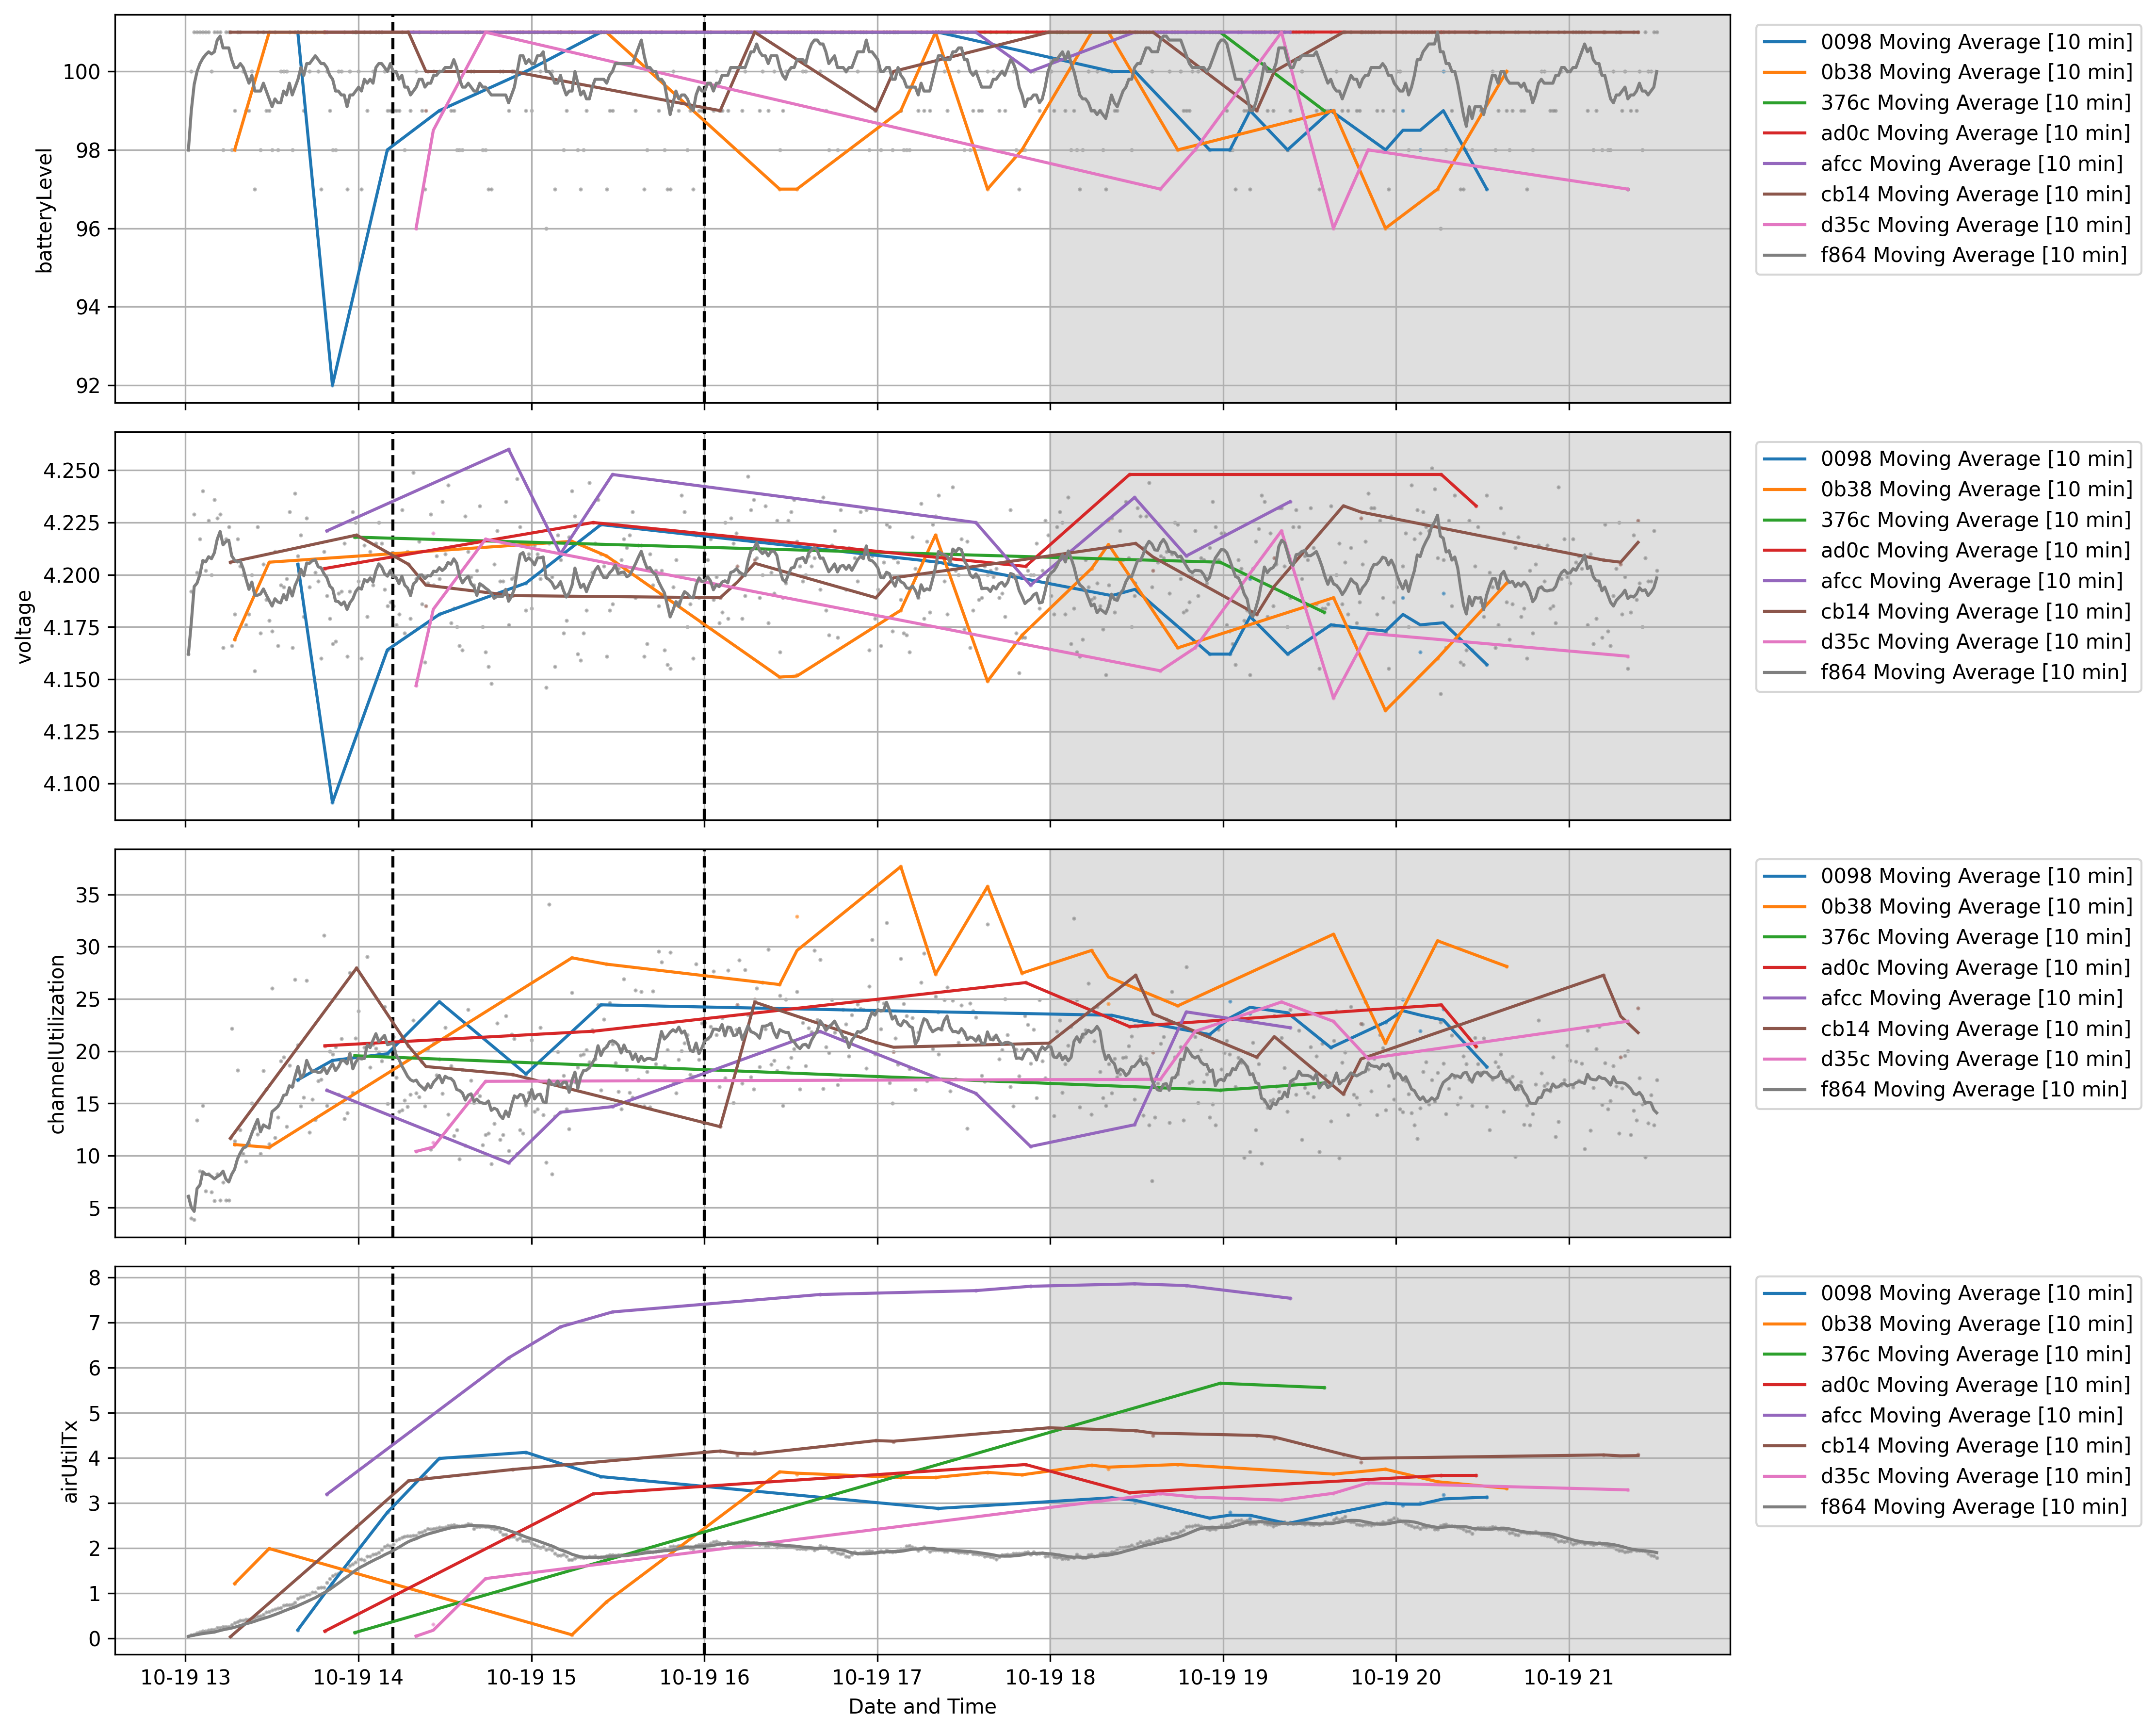 100
98
96
94
92
batteryLevel
0098 Moving Average [10 min]
0b38 Moving Average [10 min]
376c Moving Average [10 min]
ad0c Moving Average [10 min]
afcc Moving Average [10 min]
cb14 Moving Average [10 min]
d35c Moving Average [10 min]
f864 Moving Average [10 min]
4.250
4.225
4.200
4.175
4.150
4.125
4.100
voltage
0098 Moving Average [10 min]
0b38 Moving Average [10 min]
376c Moving Average [10 min]
ad0c Moving Average [10 min]
afcc Moving Average [10 min]
cb14 Moving Average [10 min]
d35c Moving Average [10 min]
f864 Moving Average [10 min]
35
30
25
20
15
10
5
channelUtilization
0098 Moving Average [10 min]
0b38 Moving Average [10 min]
376c Moving Average [10 min]
ad0c Moving Average [10 min]
afcc Moving Average [10 min]
cb14 Moving Average [10 min]
d35c Moving Average [10 min]
f864 Moving Average [10 min]
8
7
6
5
4
3
2
1
0
airUtilTx
0098 Moving Average [10 min]
0b38 Moving Average [10 min]
376c Moving Average [10 min]
ad0c Moving Average [10 min]
afcc Moving Average [10 min]
cb14 Moving Average [10 min]
d35c Moving Average [10 min]
f864 Moving Average [10 min]
10-19 13 10-19 14 10-19 15 10-19 16 10-19 17 10-19 18 10-19 19 10-19 20 10-19 21
Date and Time